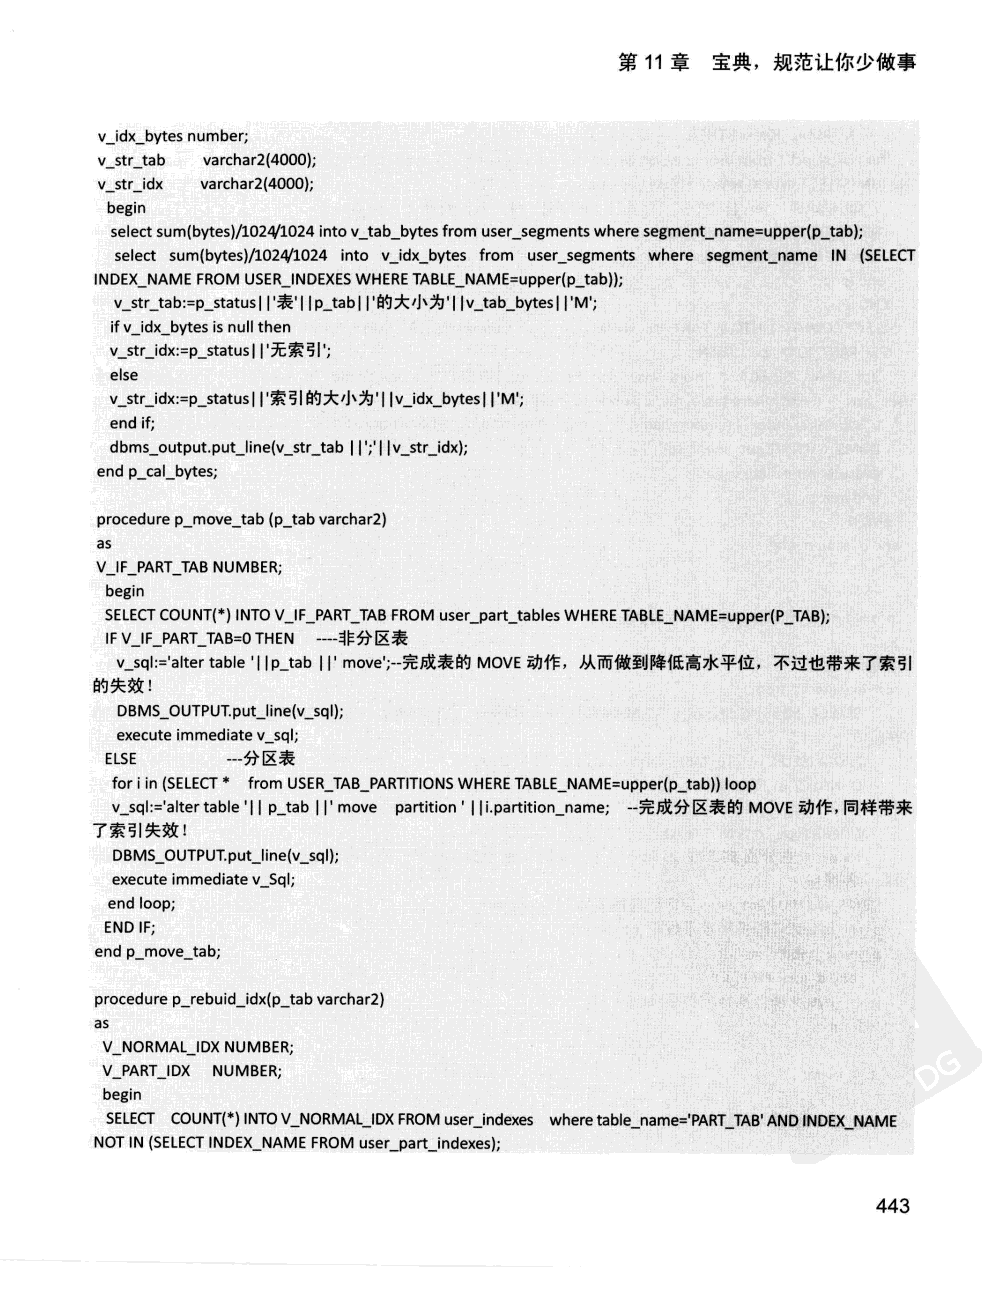 第 11 章 宝典，规范让你少做事
v_idx_bytes number;
v_str_tab varchar2(4000);
v_str_idx varchar2(4000);
begin
select sum(bytes)/1024/1024 into v_tab_bytes from user_segments where segment_name=upper(p_tab);
select sum(bytes)/1024/1024 into v_idx_bytes from user_segments where segment_name IN (SELECT
INDEX_NAME FROM USER_INDEXES WHERE TABLE_NAME=upper(p_tab));
v_str_tab:=p_status||'表'||p_tab||'的大小为'||v_tab_bytes||'M';
if v_idx_bytes is null then
v_str_idx:=p_status||'无索引';
else
v_str_idx:=p_status||'索引的大小为'||v_idx_bytes||'M';
end if;
dbms_output.put_line(v_str_tab ||';'||v_str_idx);
end p_cal_bytes;
procedure p_move_tab (p_tab varchar2)
as
V_IF_PART_TAB NUMBER;
begin
SELECT COUNT(*) INTO V_IF_PART_TAB FROM user_part_tables WHERE TABLE_NAME=upper(P_TAB);
IF V_IF_PART_TAB=0 THEN ----非分区表
v_sql:='alter table '||p_tab ||' move';--完成表的 MOVE 动作，从而做到降低高水平位，不过也带来了索引
的失效！
DBMS_OUTPUT.put_line(v_sql);
execute immediate v_sql;
ELSE ---分区表
for i in (SELECT * from USER_TAB_PARTITIONS WHERE TABLE_NAME=upper(p_tab)) loop
v_sql:='alter table '|| p_tab ||' move partition ' ||i.partition_name; --完成分区表的 MOVE 动作，同样带来
了索引失效！
DBMS_OUTPUT.put_line(v_sql);
execute immediate v_Sql;
end loop;
END IF;
end p_move_tab;
procedure p_rebuid_idx(p_tab varchar2)
as
V_NORMAL_IDX NUMBER;
V_PART_IDX NUMBER;
begin
SELECT COUNT(*) INTO V_NORMAL_IDX FROM user_indexes where table_name='PART_TAB' AND INDEX_NAME
NOT IN (SELECT INDEX_NAME FROM user_part_indexes);
DG
443